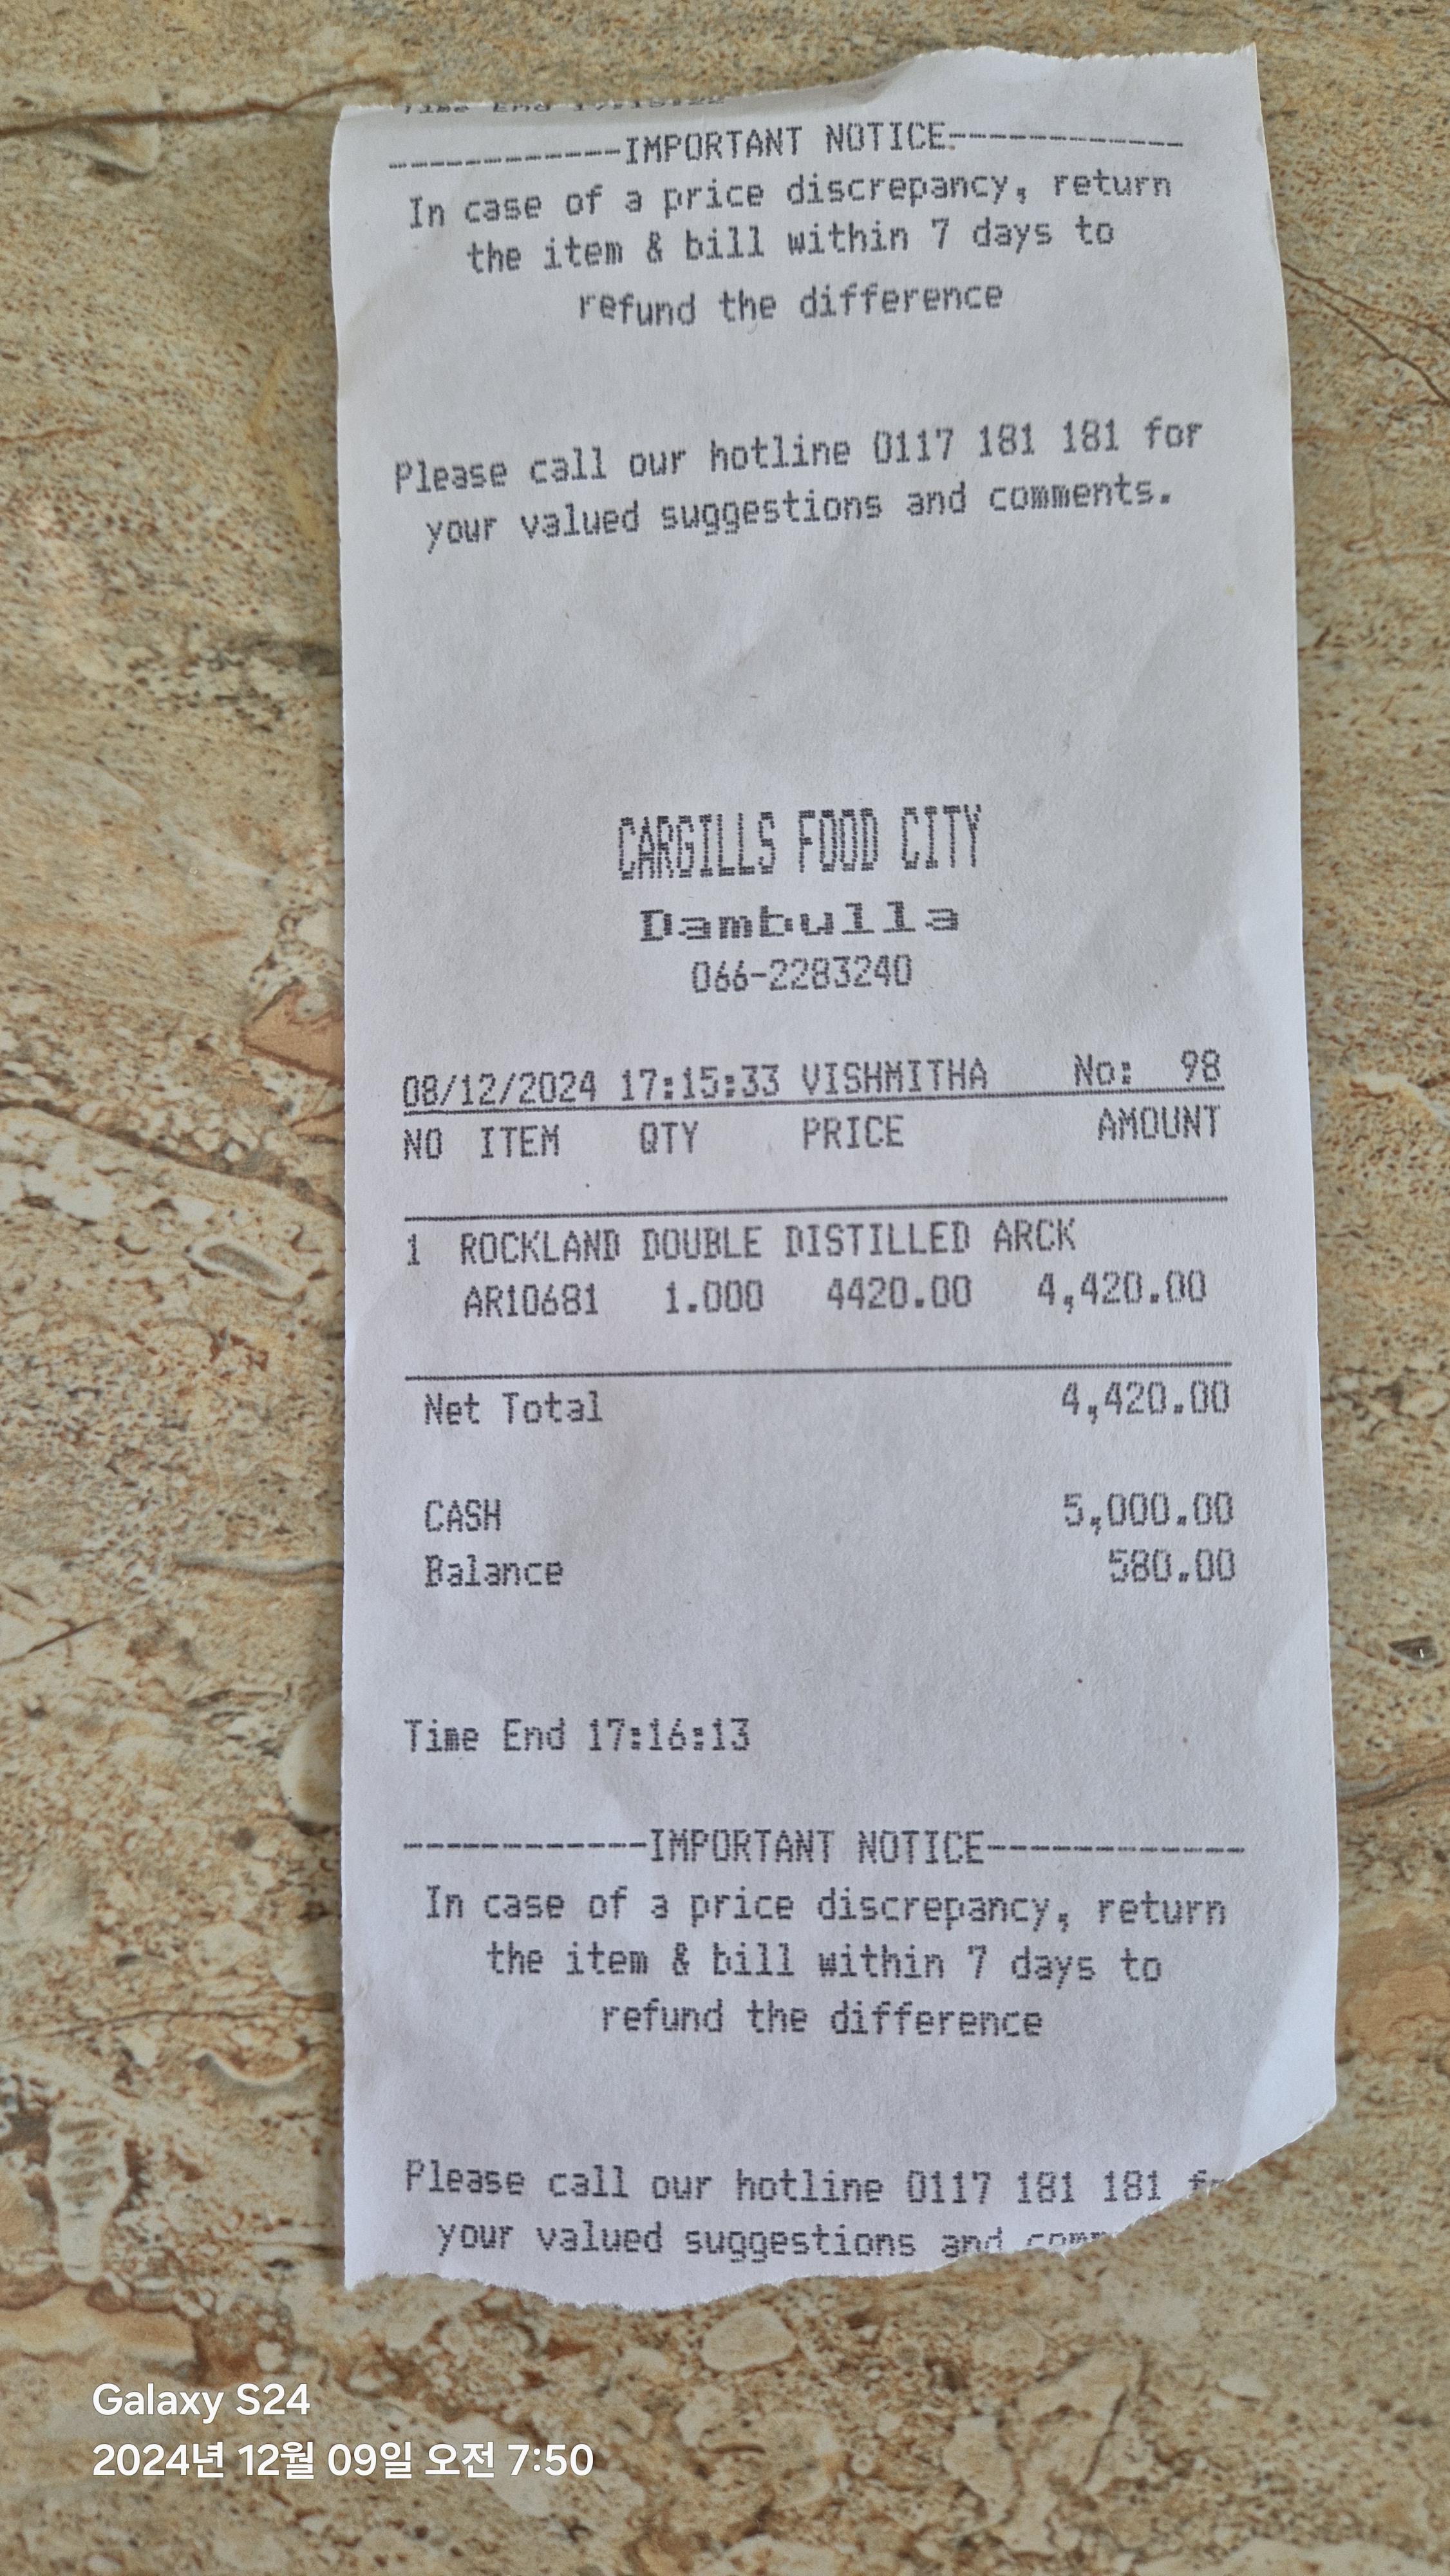 Time End 17:15:22
------------IMPORTANT NOTICE------------
In case of a price discrepancy, return
the item & bill within 7 days to
refund the difference
Please call our hotline 0117 181 181 for
your valued suggestions and comments.
CARGILLS FOOD CITY
Dambulla
066-2283240
08/12/2024 17:15:33 VISHMITHA No: 98
NO ITEM QTY PRICE AMOUNT
1 ROCKLAND DOUBLE DISTILLED ARCK
AR10681 1.000 4420.00 4,420.00
Net Total 4,420.00
CASH 5,000.00
Balance 580.00
Time End 17:16:13
------------IMPORTANT NOTICE-------------
In case of a price discrepancy, return
the item & bill within 7 days to
refund the difference
Please call our hotline 0117 181 181
your valued suggestions and
Galaxy S24
2024년 12월 09일 오전 7:50